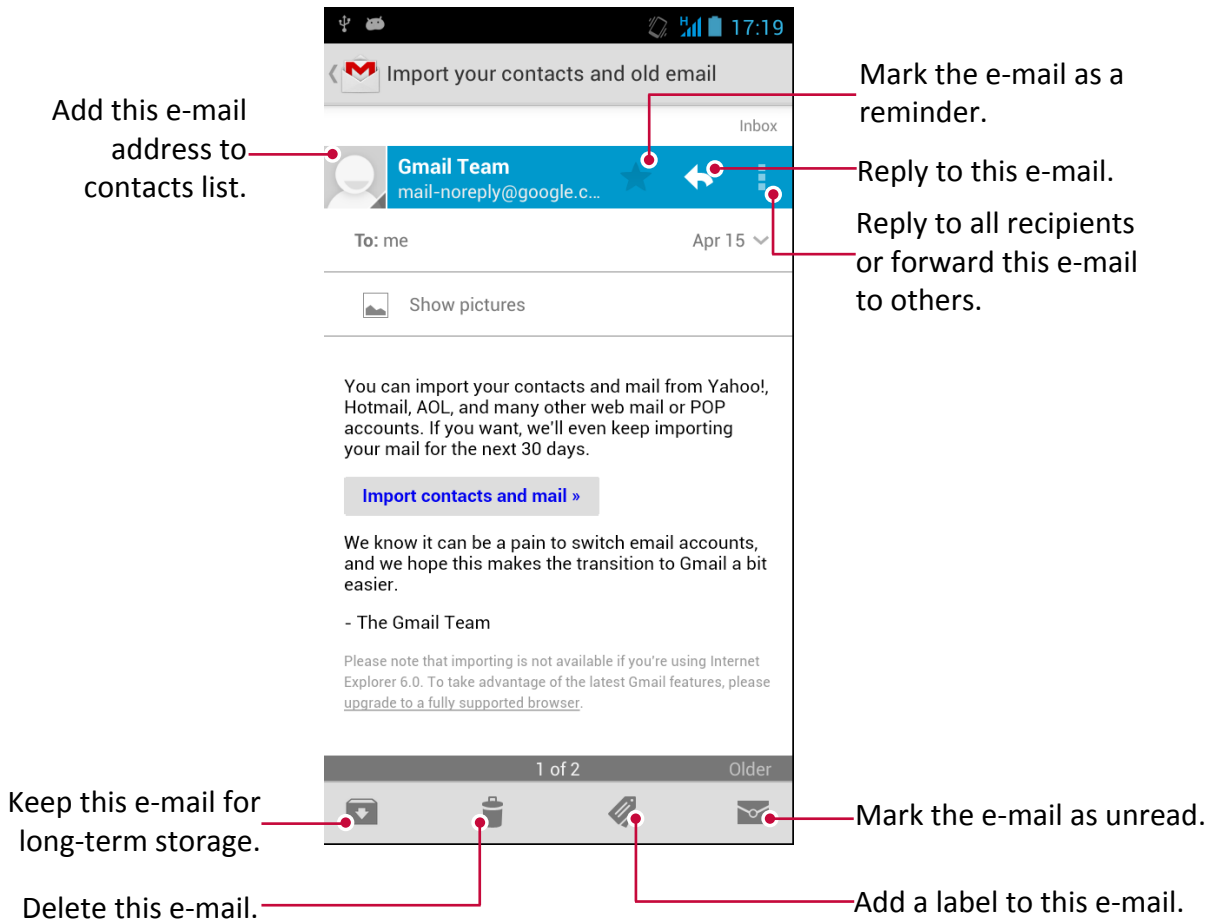 H 17:19
Import your contacts and old email
Mark the e-mail as a
reminder.
Add this e-mail
address to
contacts list.
Inbox
Gmail Team
mail-noreply@google.c...
Reply to this e-mail.
Reply to all recipients
or forward this e-mail
to others.
To: me
Apr 15
Show pictures
You can import your contacts and mail from Yahoo!,
Hotmail, AOL, and many other web mail or POP
accounts. If you want, we'll even keep importing
your mail for the next 30 days.
Import contacts and mail »
We know it can be a pain to switch email accounts,
and we hope this makes the transition to Gmail a bit
easier.
- The Gmail Team
Please note that importing is not available if you're using Internet
Explorer 6.0. To take advantage of the latest Gmail features, please
upgrade to a fully supported browser.
1 of 2
Older
Keep this e-mail for
long-term storage.
Mark the e-mail as unread.
Delete this e-mail.
Add a label to this e-mail.